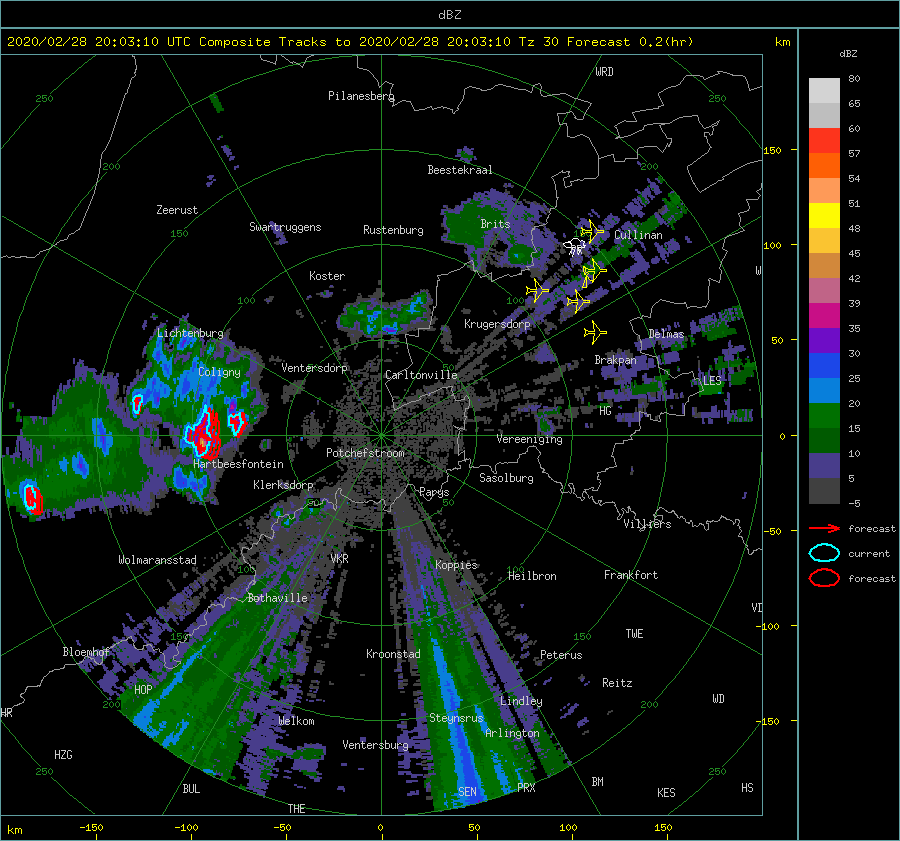 dBZ
2020/02/28 20:03:10 UTC Composite Tracks to 2020/02/28 20:03:10 Tz 30 Forecast 0.2(hr)
km
dBZ
WRD
80
250
Pilanesberg
250
65
60
150
150
57
200
Beestekraal
200
54
Zeerust
51
150
Swartruggens
Rustenburg
Brits
Cullinan
48
100
Koster
45
42
100
100
39
Lichtenburg
Krugersdorp
Delmas
35
50
Ventersdorp
Brakpan
30
Coligny
Carltonville
LES
25
HG
20
0
Vereeniging
15
Potchefstroom
10
Hartbeesfontein
Sasolburg
5
Klerksdorp
Parys
-5
50
50
Villiers
forecast
-50
current
Wolmaransstad
VKR
Koppies
100
100
Heilbron
Frankfort
forecast
Bothaville
VD
-100
150
150
TWE
Bloemhof
Kroonstad
Peterus
HOP
Reitz
200
Lindley
200
WD
HR
Welkom
Steynsrus
-150
Arlington
HZG
Ventersburg
250
250
BUL
SEN
PRX
BM
KES
HS
THE
km
-150
-100
-50
0
50
100
150